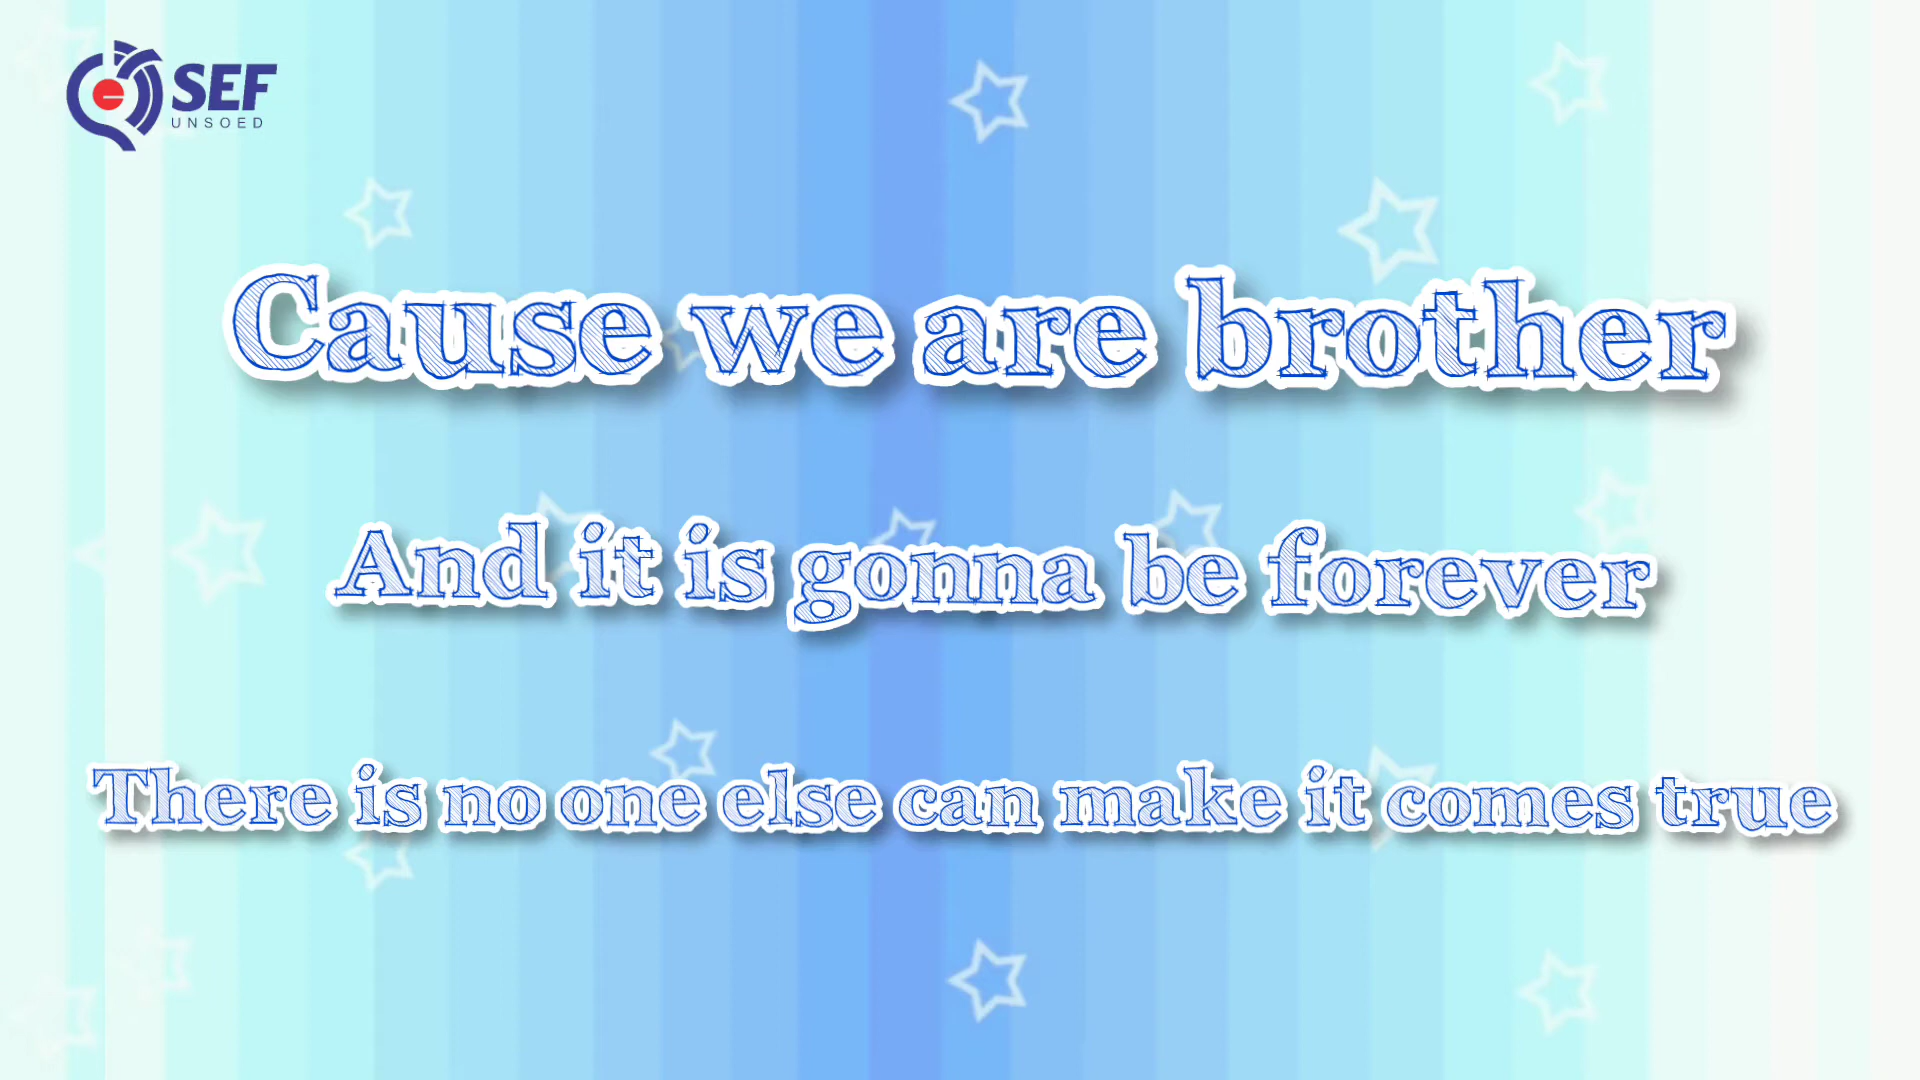 SEF
UNSOED
Cause we are brother
And it is gonna be forever
There is no one else can make it comes true